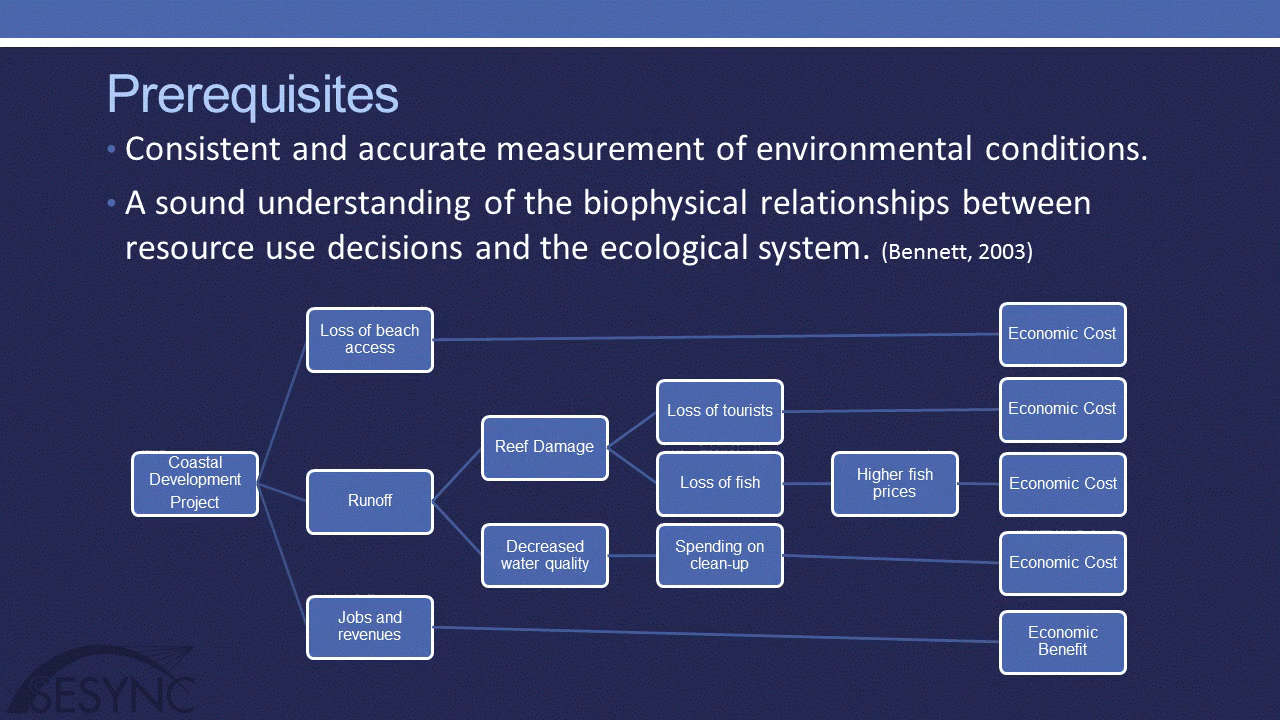 Prerequisites
• Consistent and accurate measurement of environmental conditions.
• A sound understanding of the biophysical relationships between
resource use decisions and the ecological system. (Bennett, 2003)
Coastal
Development
Project
Loss of beach
access
Economic Cost
Runoff
Reef Damage
Loss of tourists
Economic Cost
Loss of fish
Higher fish
prices
Economic Cost
Decreased
water quality
Spending on
clean-up
Economic Cost
Jobs and
revenues
Economic
Benefit
SESYNC